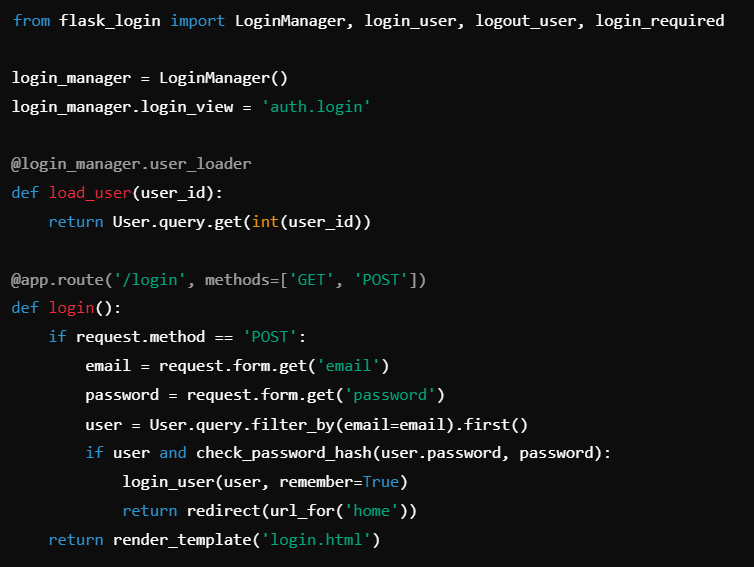 from flask_login import LoginManager, login_user, logout_user, login_required
login_manager = LoginManager()
login_manager.login_view = 'auth.login'
@login_manager.user_loader
def load_user(user_id):
    return User.query.get(int(user_id))
@app.route('/login', methods=['GET', 'POST'])
def login():
    if request.method == 'POST':
        email = request.form.get('email')
        password = request.form.get('password')
        user = User.query.filter_by(email=email).first()
        if user and check_password_hash(user.password, password):
            login_user(user, remember=True)
            return redirect(url_for('home'))
    return render_template('login.html')